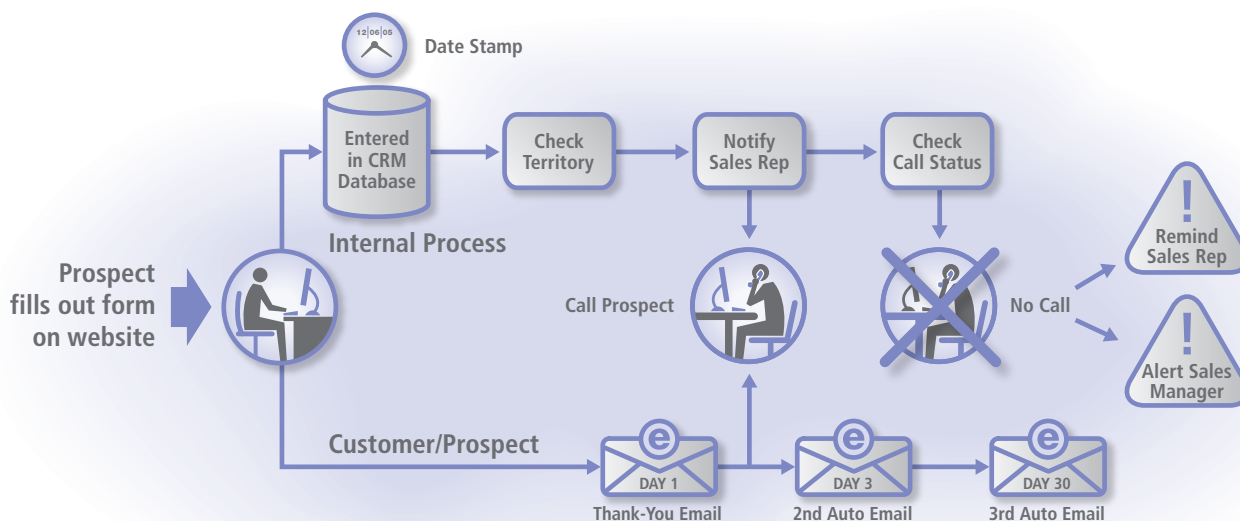 12|06|05
Date Stamp
Entered
in CRM
Database
Check
Territory
Notify
Sales Rep
Check
Call Status
Internal Process
Prospect
fills out form
on website
Call Prospect
No Call
!
Remind
Sales Rep
!
Alert Sales
Manager
Customer/Prospect
e
DAY 1
Thank-You Email
e
DAY 3
2nd Auto Email
e
DAY 30
3rd Auto Email